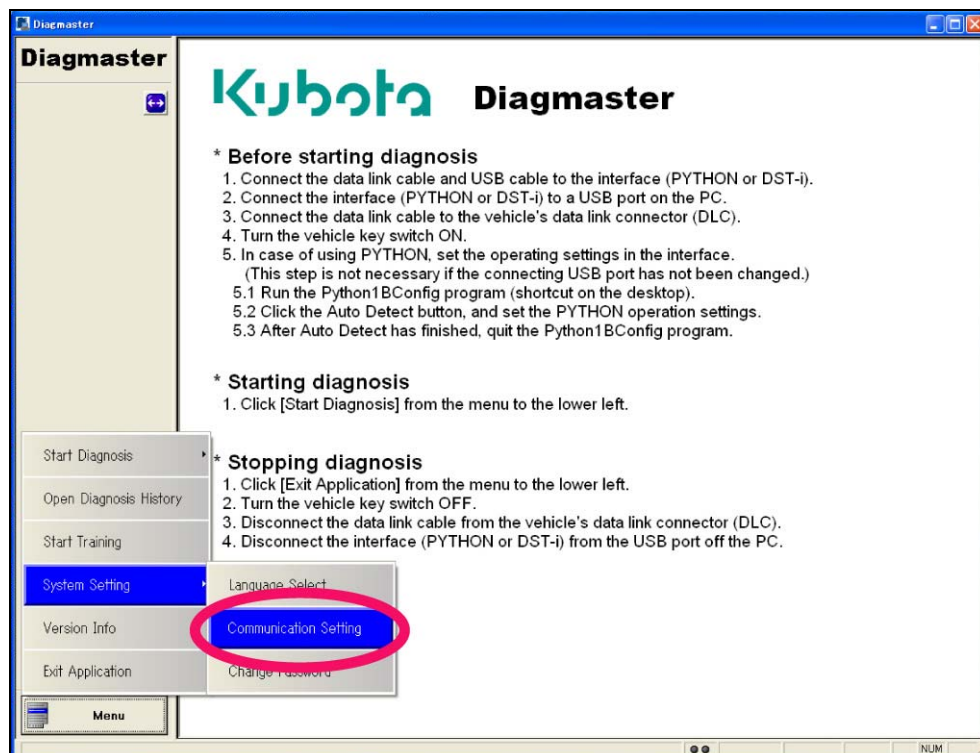 Diagmaster
Diagmaster
Kubota Diagmaster
* Before starting diagnosis
1. Connect the data link cable and USB cable to the interface (PYTHON or DST-i).
2. Connect the interface (PYTHON or DST-i) to a USB port on the PC.
3. Connect the data link cable to the vehicle's data link connector (DLC).
4. Turn the vehicle key switch ON.
5. In case of using PYTHON, set the operating settings in the interface.
(This step is not necessary if the connecting USB port has not been changed.)
5.1 Run the Python1BConfig program (shortcut on the desktop).
5.2 Click the Auto Detect button, and set the PYTHON operation settings.
5.3 After Auto Detect has finished, quit the Python1BConfig program.
* Starting diagnosis
1. Click [Start Diagnosis] from the menu to the lower left.
* Stopping diagnosis
1. Click [Exit Application] from the menu to the lower left.
2. Turn the vehicle key switch OFF.
3. Disconnect the data link cable from the vehicle's data link connector (DLC).
4. Disconnect the interface (PYTHON or DST-i) from the USB port off the PC.
Start Diagnosis
Open Diagnosis History
Start Training
System Setting
Version Info
Exit Application
Language Select
Communication Setting
Change Password
Menu
NUM